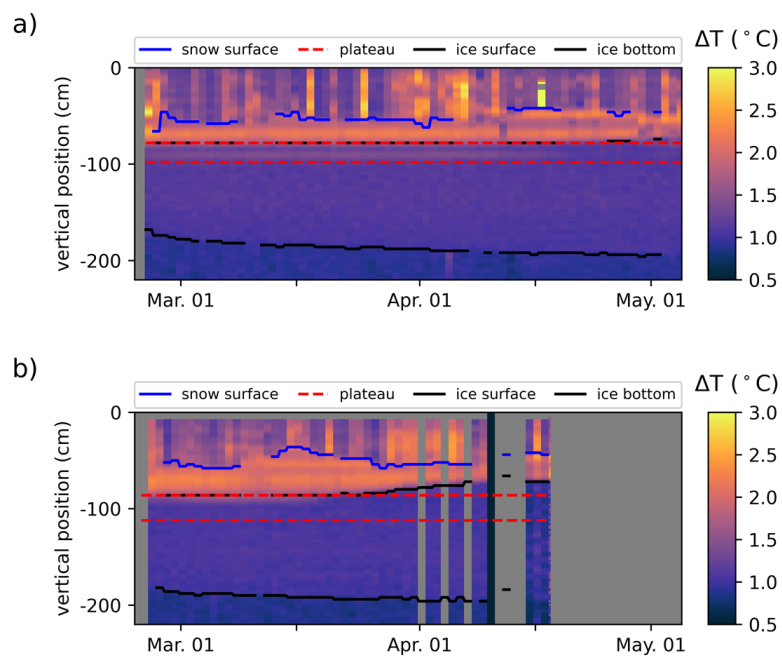 a)
snow surface plateau ice surface ice bottom
ΔT (°C)
vertical position (cm)
0
-100
-200
Mar. 01 Apr. 01 May. 01
3.0
2.5
2.0
1.5
1.0
0.5
b)
snow surface plateau ice surface ice bottom
ΔT (°C)
vertical position (cm)
0
-100
-200
Mar. 01 Apr. 01 May. 01
3.0
2.5
2.0
1.5
1.0
0.5